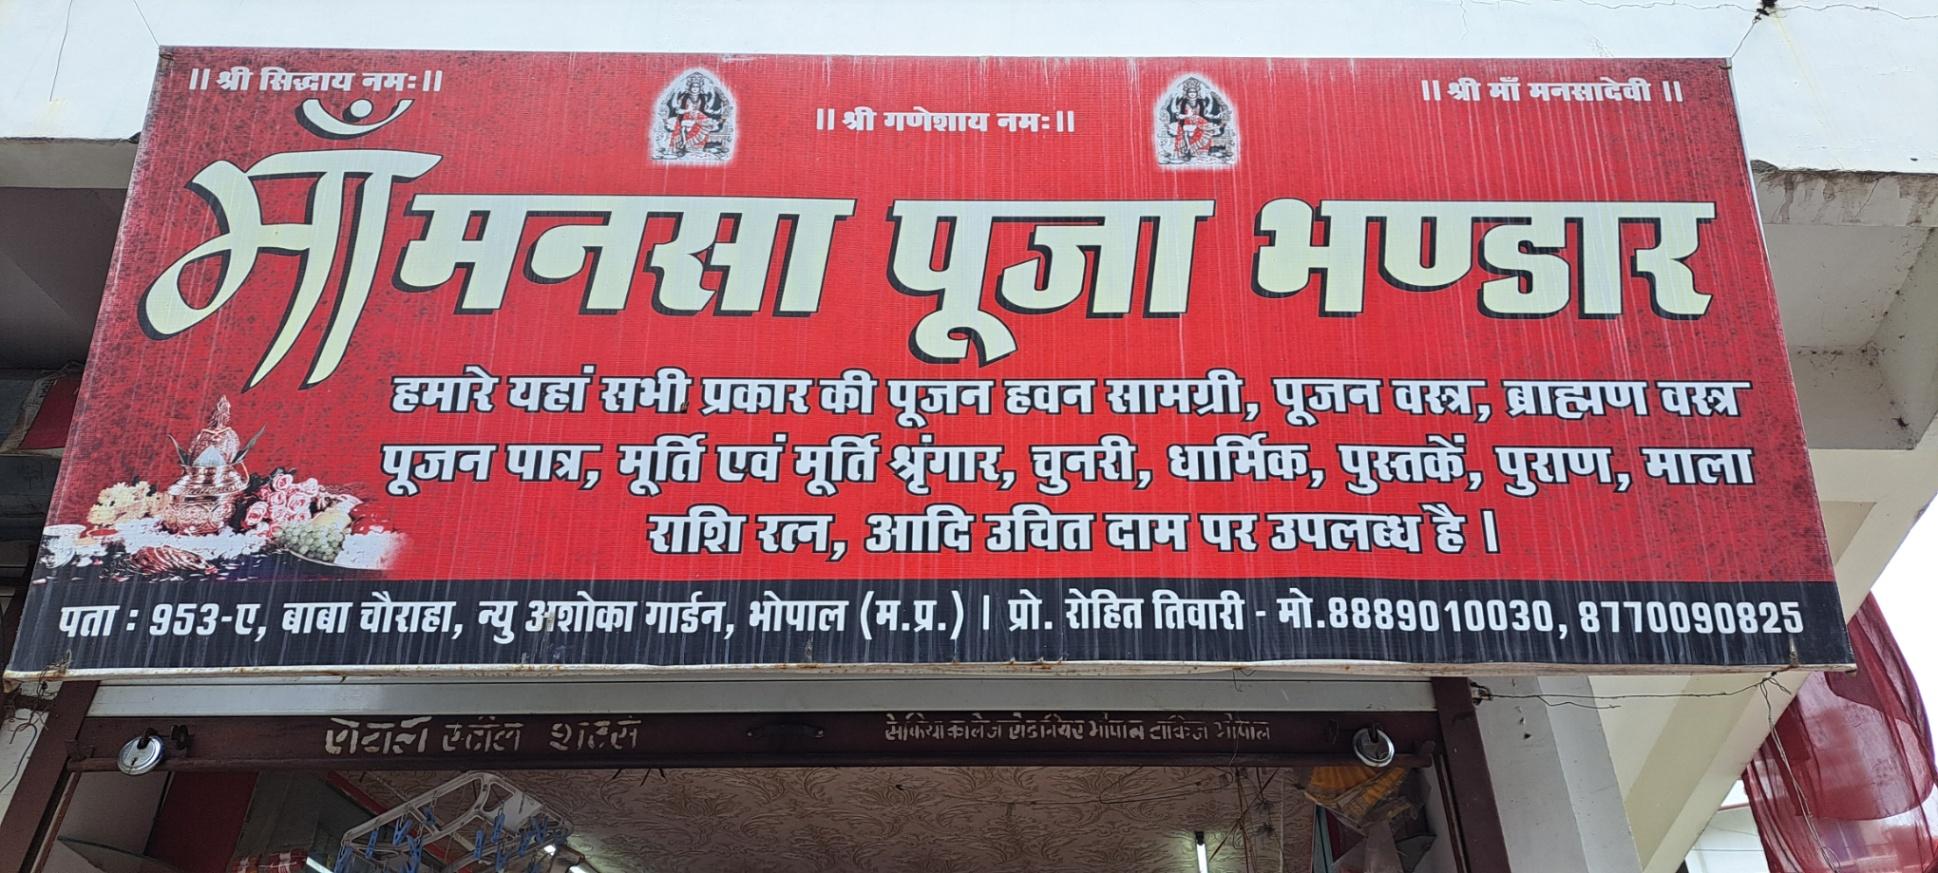 || श्री सिद्धाय नमः ||
|| श्री गणेशाय नमः ||
|| श्री माँ मनसादेवी ||
माँ मनसा पूजा भण्डार
हमारे यहां सभी प्रकार की पूजन हवन सामग्री, पूजन वस्त्र, ब्राह्मण वस्त्र
पूजन पात्र, मूर्ति एवं मूर्ति श्रृंगार, चुनरी, धार्मिक, पुस्तकें, पुराण, माला
राशि रत्न, आदि उचित दाम पर उपलब्ध है |
पता : 953-ए, बाबा चौराहा, न्यु अशोका गार्डन, भोपाल (म.प्र.) | प्रो. रोहित तिवारी - मो.8889010030, 8770090825
स्टील शटर्स
सेफिया कालेज रोड भोपाल टाकिज भोपाल